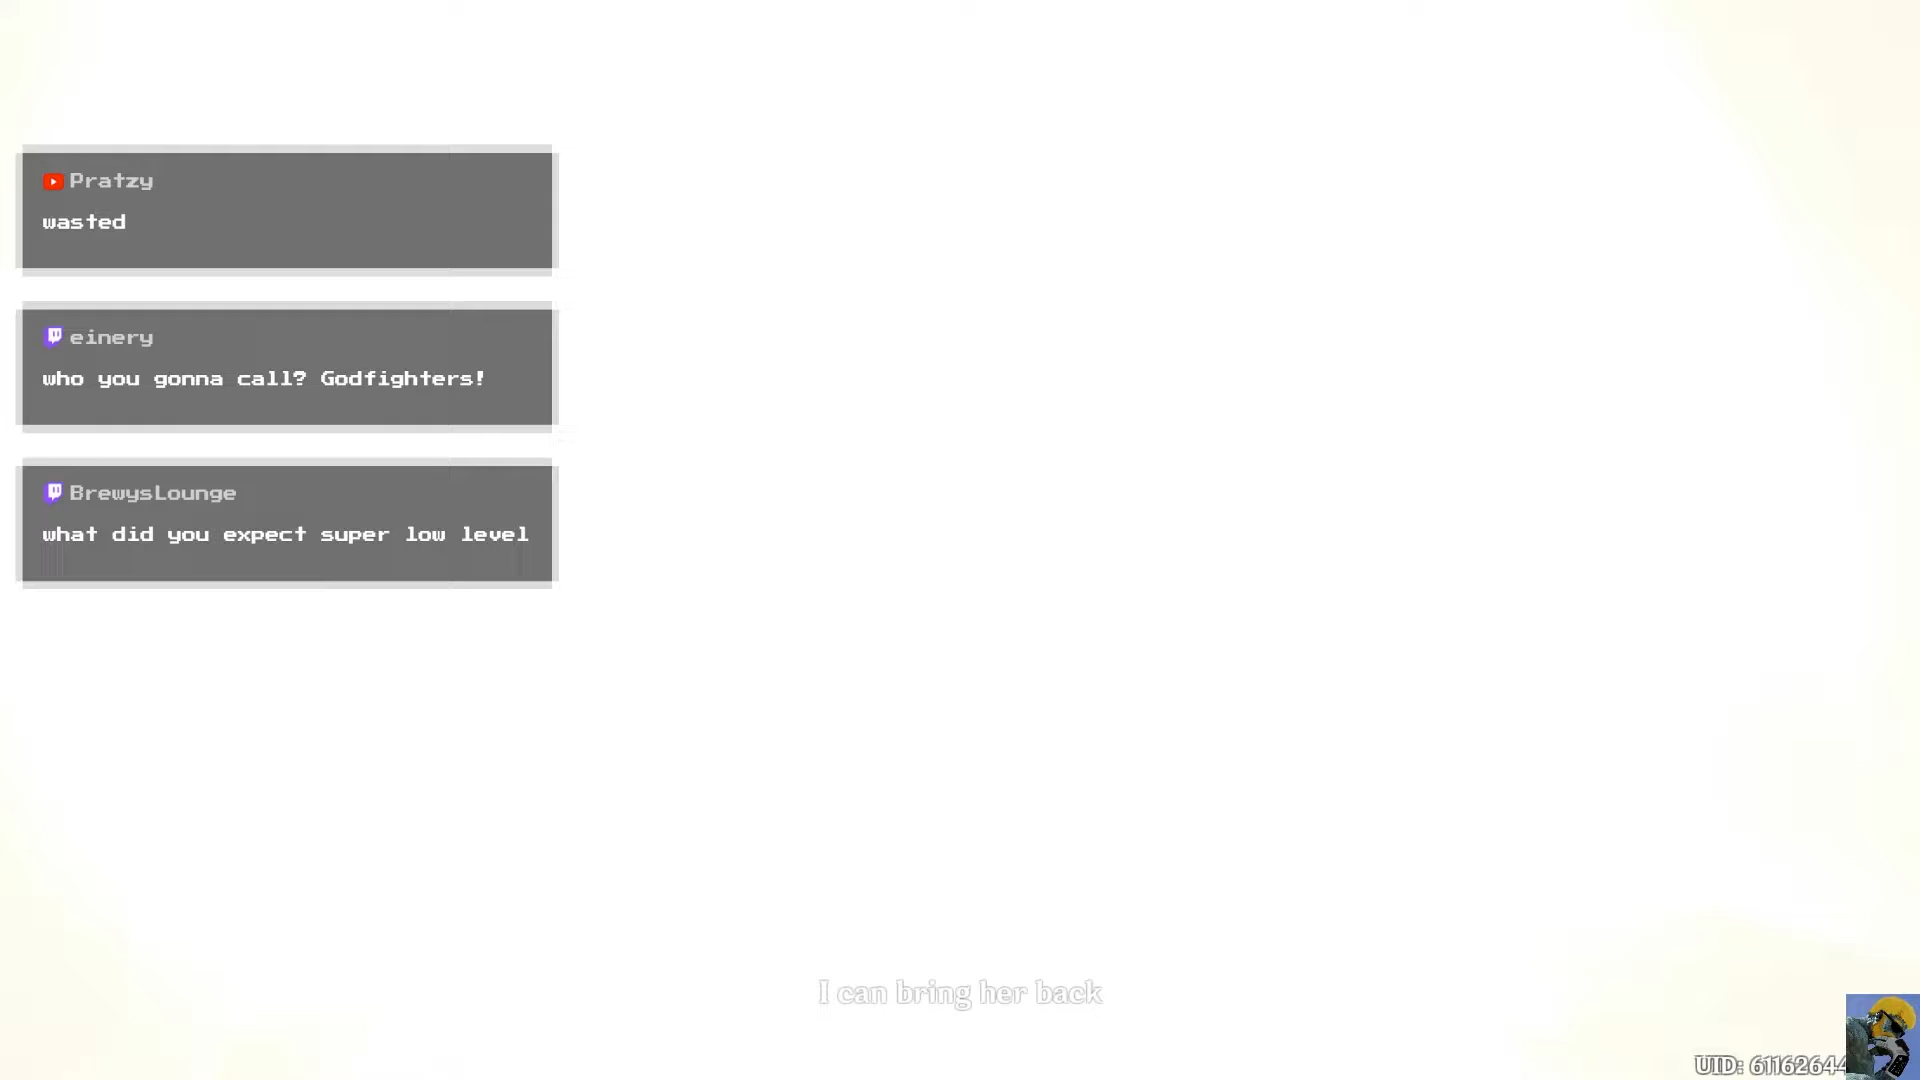 Pratzy
wasted
einery
who you gonna call? Godfighters!
BrewysLounge
what did you expect super low level
I can bring her back
UID: 61162644